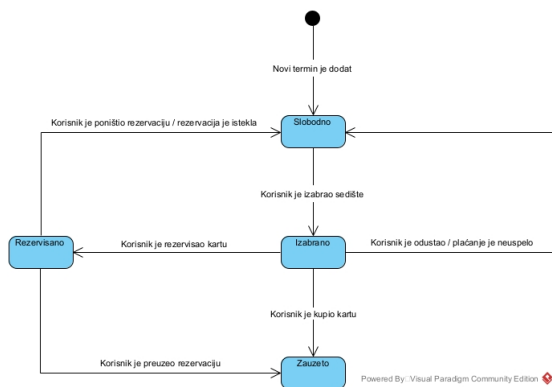 Novi termin je dodat
Slobodno
Korisnik je poništio rezervaciju / rezervacija je istekla
Korisnik je izabrao sedište
Rezervisano
Korisnik je rezervisao kartu
Izabrano
Korisnik je odustao / plaćanje je neuspelo
Korisnik je kupio kartu
Korisnik je preuzeo rezervaciju
Zauzeto
Powered By Visual Paradigm Community Edition